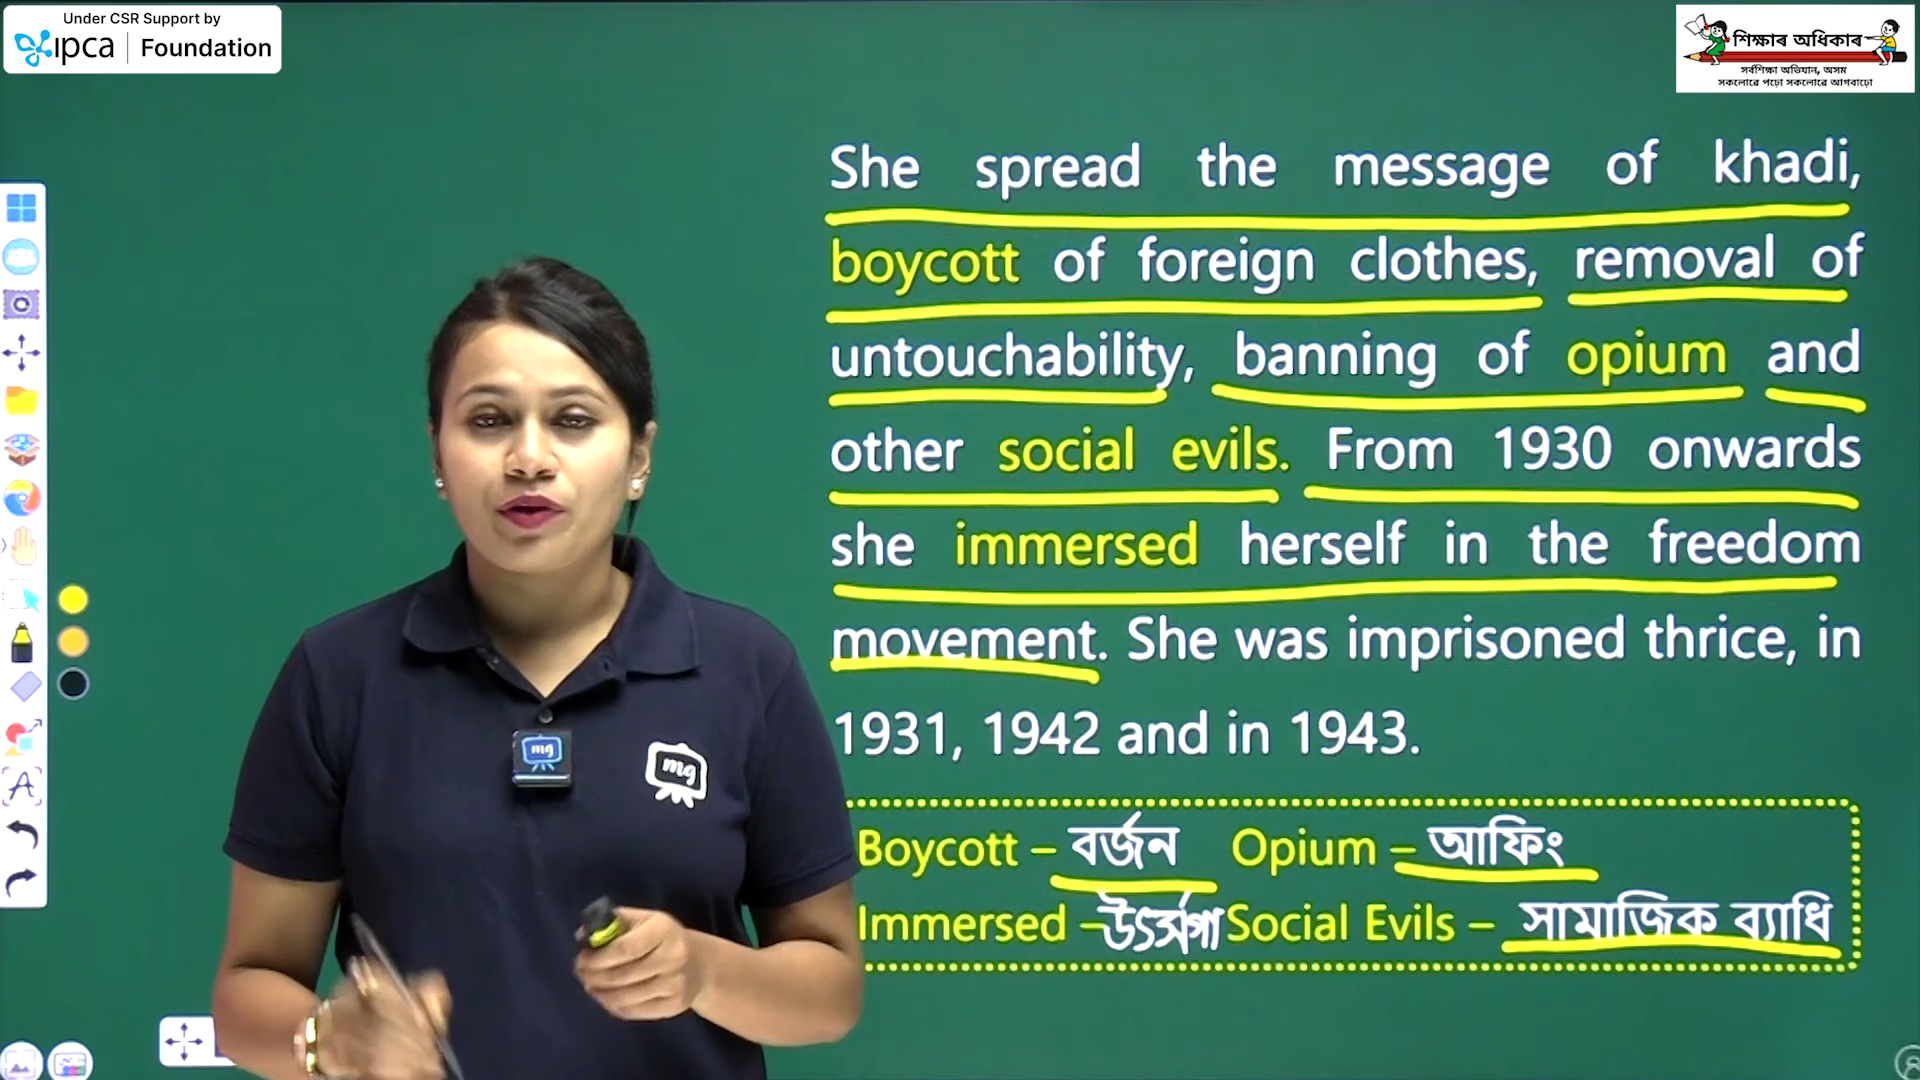 Under CSR Support by
ipca Foundation
শিক্ষাৰ অধিকাৰ
সৰ্বশিক্ষা অভিযান, অসম
সকলোৱে পঢ়ো সকলোৱে আগবাঢ়ো
She spread the message of khadi,
boycott of foreign clothes, removal of
untouchability, banning of opium and
other social evils. From 1930 onwards
she immersed herself in the freedom
movement. She was imprisoned thrice, in
1931, 1942 and in 1943.
mg
mg
Boycott – বৰ্জন Opium – আফিং
Immersed – Social Evils – সামাজিক ব্যাধি